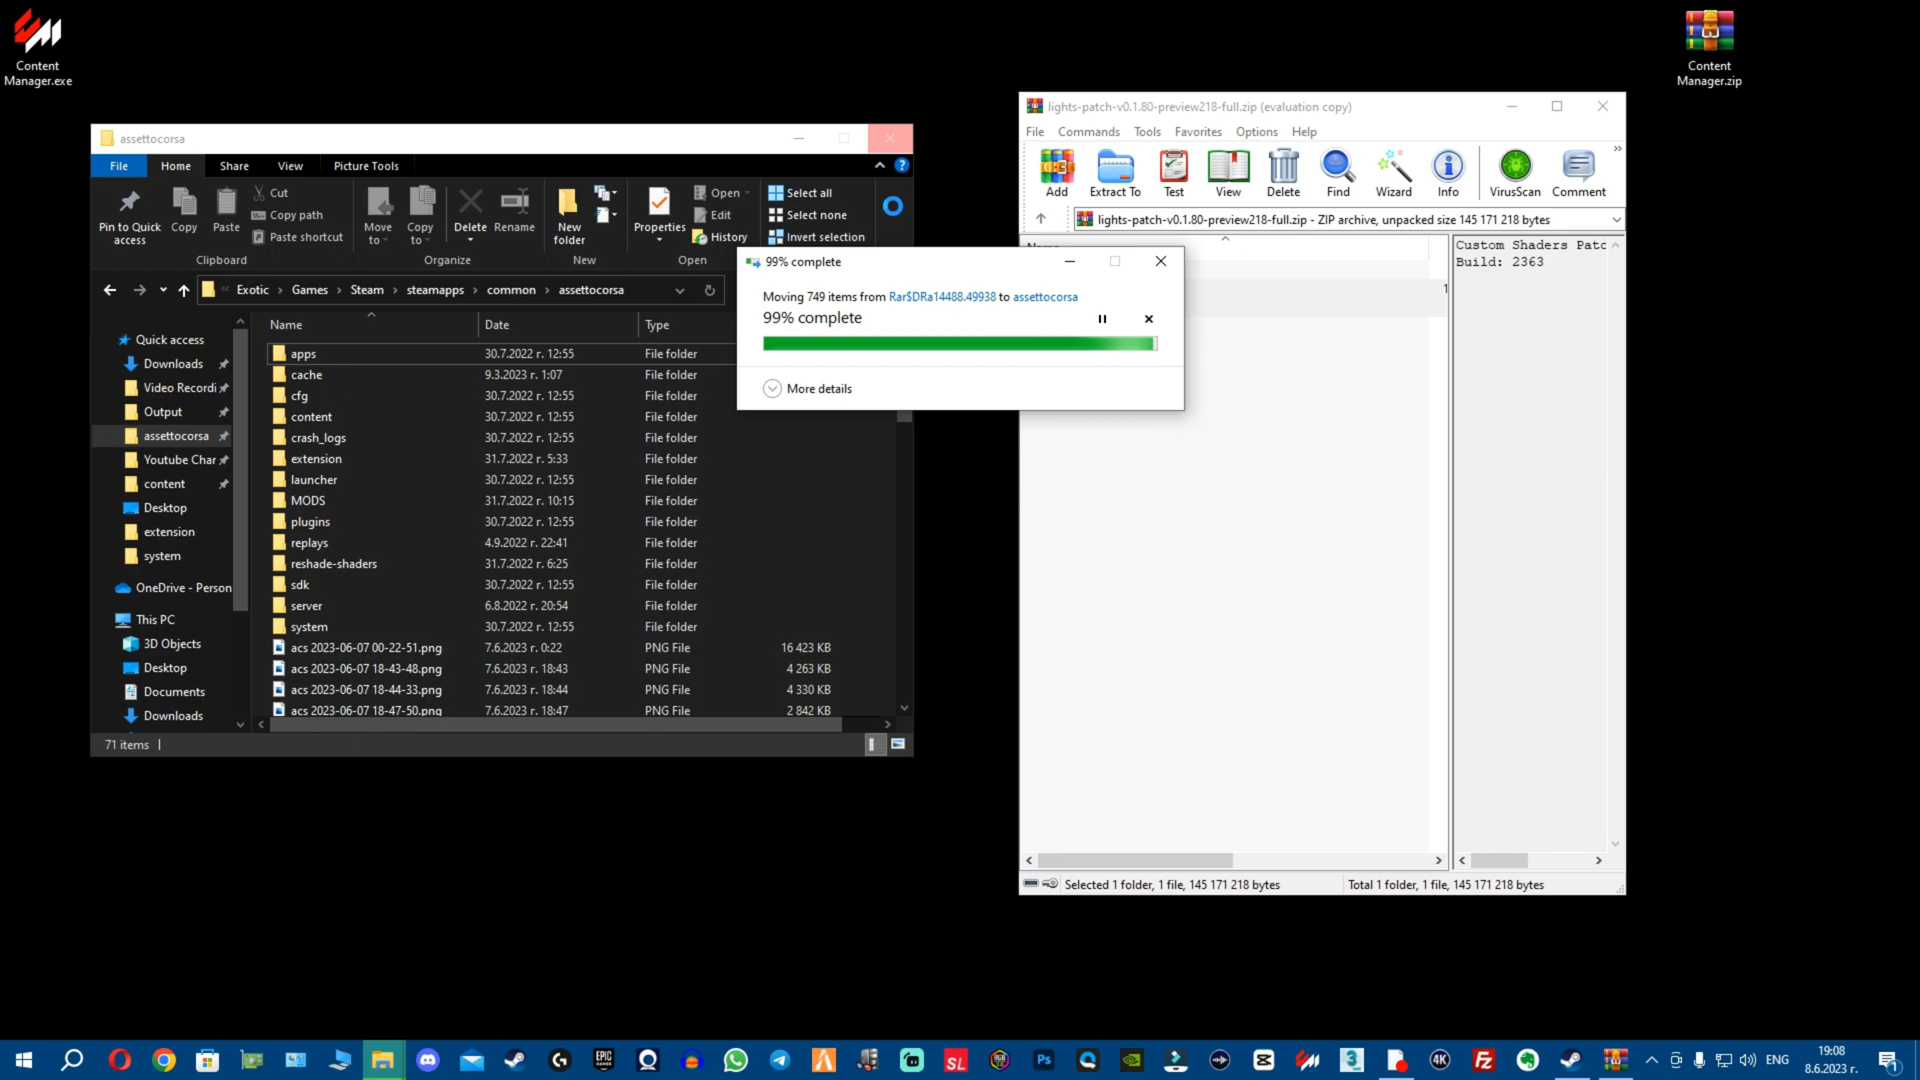 Content
Manager.exe
Content
Manager.zip
assettocorsa
File Home Share View Picture Tools
Pin to Quick
access
Copy
Paste
Cut
Copy path
Paste shortcut
Clipboard
Move
to
Copy
to
Delete
Rename
Organize
New
folder
New
Properties
Open
Edit
History
Open
Select all
Select none
Invert selection
Exotic > Games > Steam > steamapps > common > assettocorsa
Quick access
Downloads
Video Recordi
Output
assettocorsa
Youtube Char
content
Desktop
extension
system
OneDrive - Person
This PC
3D Objects
Desktop
Documents
Downloads
Name Date Type
apps 30.7.2022 г. 12:55 File folder
cache 9.3.2023 г. 1:07 File folder
cfg 30.7.2022 г. 12:55 File folder
content 30.7.2022 г. 12:55 File folder
crash_logs 30.7.2022 г. 12:55 File folder
extension 31.7.2022 г. 5:33 File folder
launcher 30.7.2022 г. 12:55 File folder
MODS 31.7.2022 г. 10:15 File folder
plugins 30.7.2022 г. 12:55 File folder
replays 4.9.2022 г. 22:41 File folder
reshade-shaders 31.7.2022 г. 6:25 File folder
sdk 30.7.2022 г. 12:55 File folder
server 6.8.2022 г. 20:54 File folder
system 30.7.2022 г. 12:55 File folder
acs 2023-06-07 00-22-51.png 7.6.2023 г. 0:22 PNG File 16 423 KB
acs 2023-06-07 18-43-48.png 7.6.2023 г. 18:43 PNG File 4 263 KB
acs 2023-06-07 18-44-33.png 7.6.2023 г. 18:44 PNG File 4 330 KB
acs 2023-06-07 18-47-50.png 7.6.2023 г. 18:47 PNG File 2 842 KB
71 items
99% complete
Moving 749 items from Rar$DRa14488.49938 to assettocorsa
99% complete
More details
lights-patch-v0.1.80-preview218-full.zip (evaluation copy)
File Commands Tools Favorites Options Help
Add Extract To Test View Delete Find Wizard Info VirusScan Comment
lights-patch-v0.1.80-preview218-full.zip - ZIP archive, unpacked size 145 171 218 bytes
Custom Shaders Patc
Build: 2363
1
Selected 1 folder, 1 file, 145 171 218 bytes
Total 1 folder, 1 file, 145 171 218 bytes
EPIC
GAMES
SL
Ps
3
4K
FZ
ENG
19:08
8.6.2023 г.
1